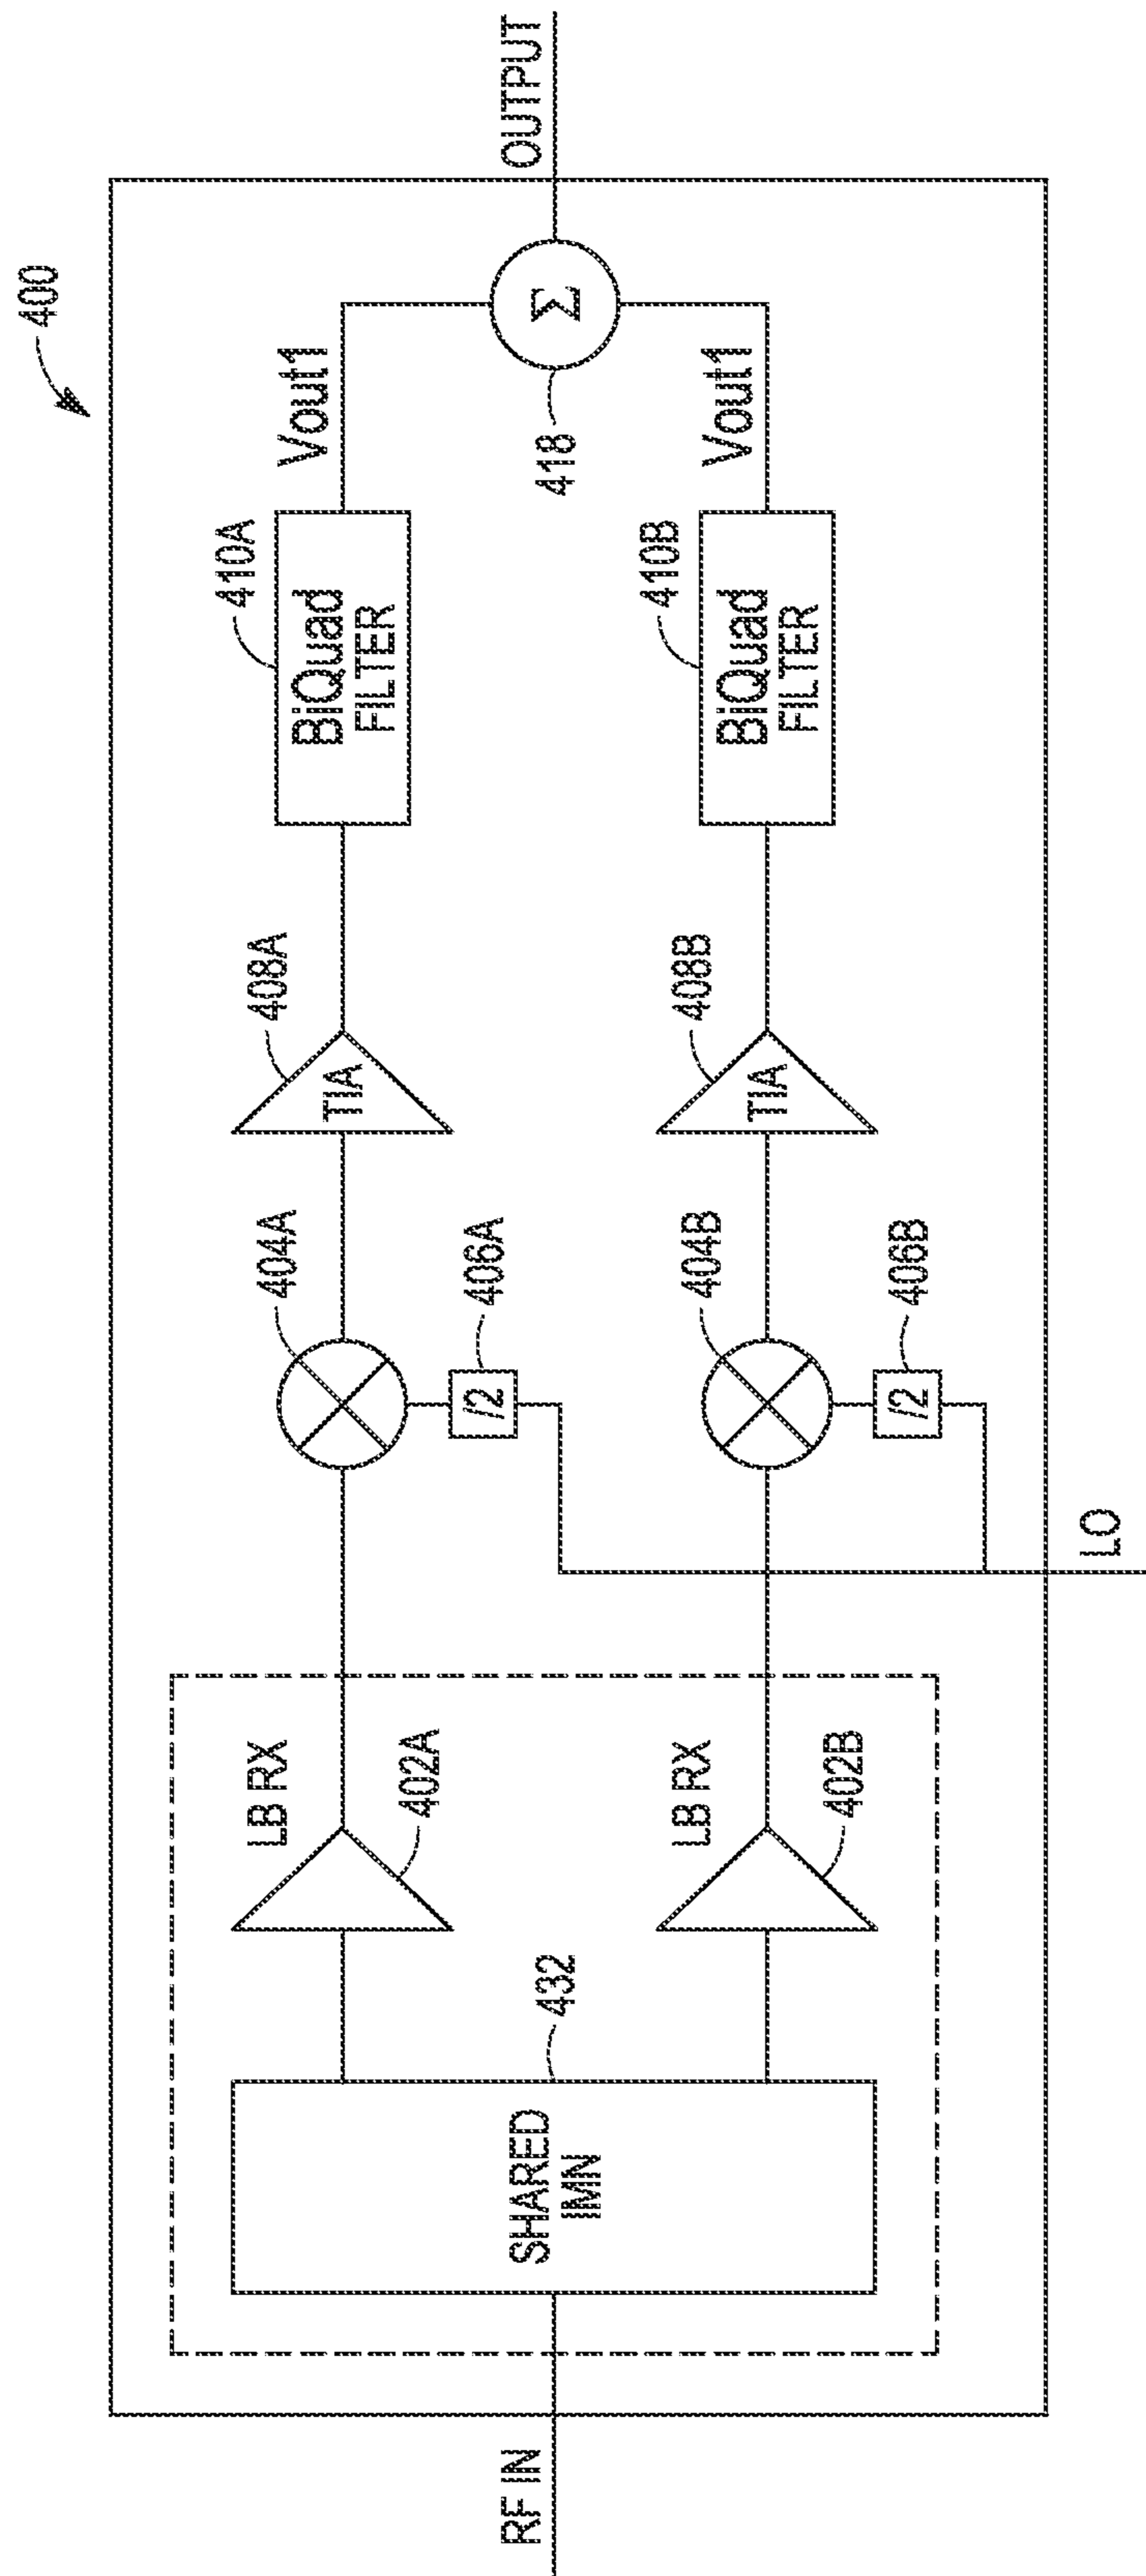 400
RF IN
SHARED
IMN
432
LB RX
402A
LB RX
402B
404A
/2
406A
404B
/2
406B
LO
TIA
408A
TIA
408B
BiQuad
FILTER
410A
BiQuad
FILTER
410B
Vout1
Vout1
Σ
418
OUTPUT